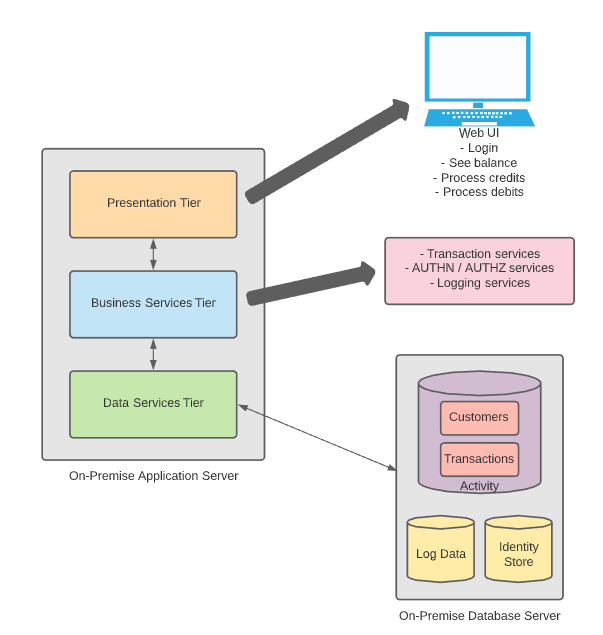 Web UI
- Login
- See balance
- Process credits
- Process debits
Presentation Tier
Business Services Tier
Data Services Tier
On-Premise Application Server
- Transaction services
- AUTHN / AUTHZ services
- Logging services
Customers
Transactions
Activity
Log Data
Identity
Store
On-Premise Database Server